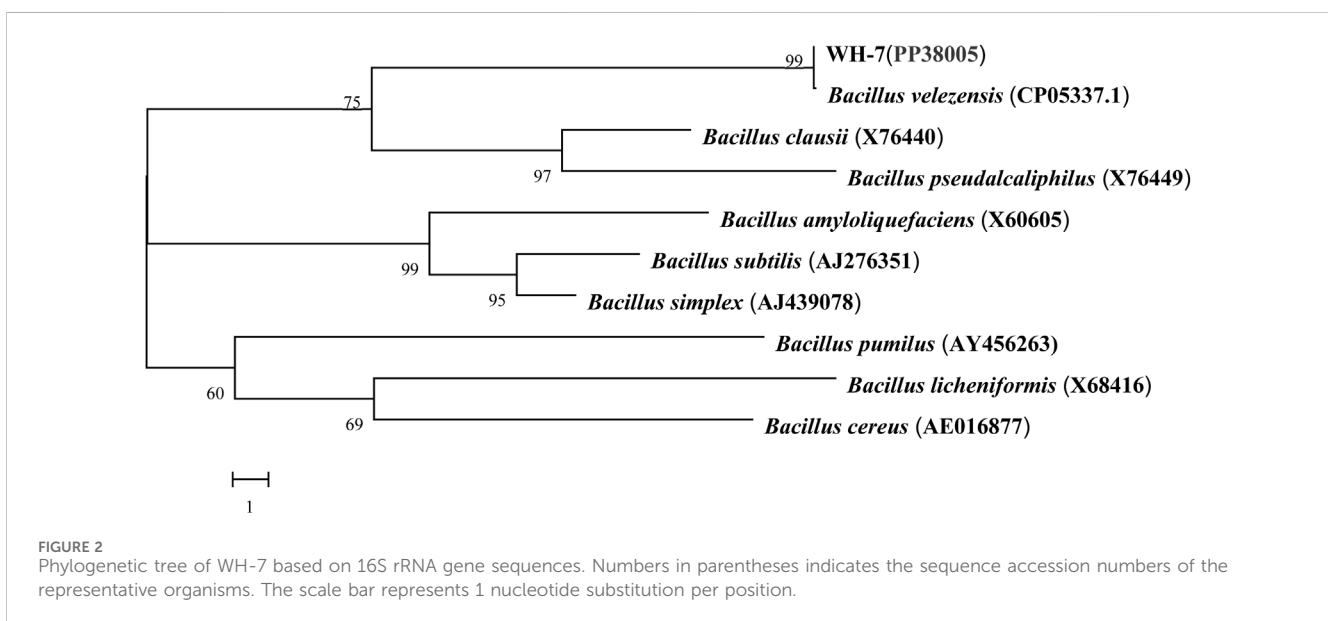 99 WH-7(PP38005)
Bacillus velezensis (CP05337.1)
75
Bacillus clausii (X76440)
97
Bacillus pseudalcaliphilus (X76449)
Bacillus amyloliquefaciens (X60605)
Bacillus subtilis (AJ276351)
99
95
Bacillus simplex (AJ439078)
Bacillus pumilus (AY456263)
60
Bacillus licheniformis (X68416)
69
Bacillus cereus (AE016877)
1
FIGURE 2
Phylogenetic tree of WH-7 based on 16S rRNA gene sequences. Numbers in parentheses indicates the sequence accession numbers of the
representative organisms. The scale bar represents 1 nucleotide substitution per position.